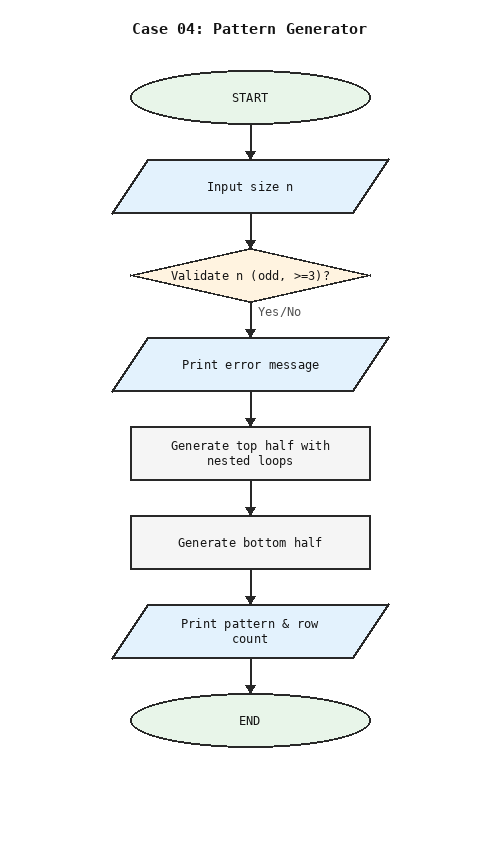 Case 04: Pattern Generator
START
Input size n
Validate n (odd, >=3)?
Yes/No
Print error message
Generate top half with
nested loops
Generate bottom half
Print pattern & row
count
END